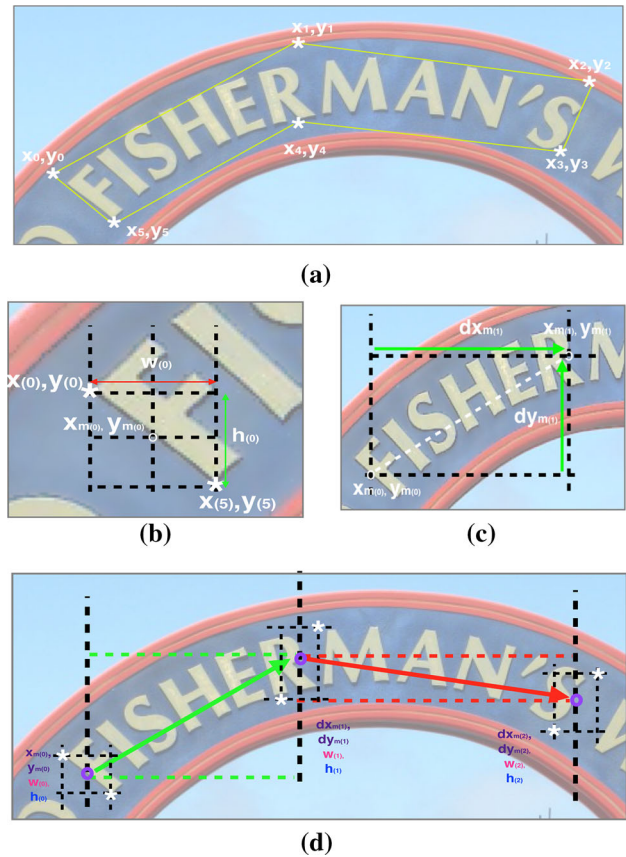 x₁,y₁
x₂,y₂
FISHERMAN'S W
x₀,y₀
x₄,y₄
x₃,y₃
x₅,y₅
(a)
w(0)
x(0),y(0)
xm(0), ym(0)
h(0)
x(5),y(5)
FI
(b)
dxm(1)
xm(1), ym(1)
FISHERM
dym(1)
xm(0), ym(0)
(c)
FISHERMAN'S W
xm(0),
ym(0)
w(0),
h(0)
dxm(1),
dym(1)
w(1),
h(1)
dxm(2),
dym(2),
w(2),
h(2)
(d)